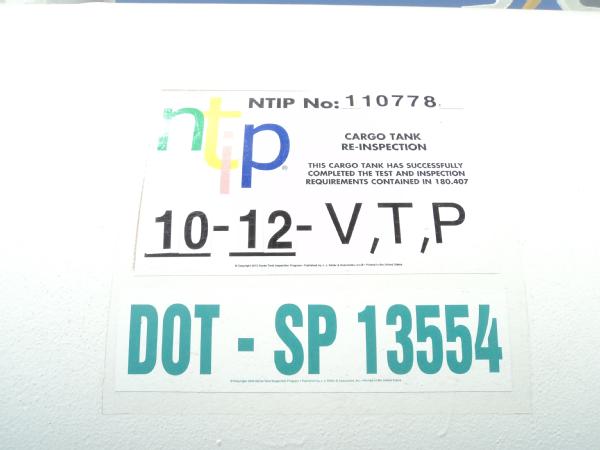 NTIP No: 110778
ntip®
CARGO TANK
RE-INSPECTION
THIS CARGO TANK HAS SUCCESSFULLY
COMPLETED THE TEST AND INSPECTION
REQUIREMENTS CONTAINED IN 180.407
10-12-V,T,P
DOT - SP 13554